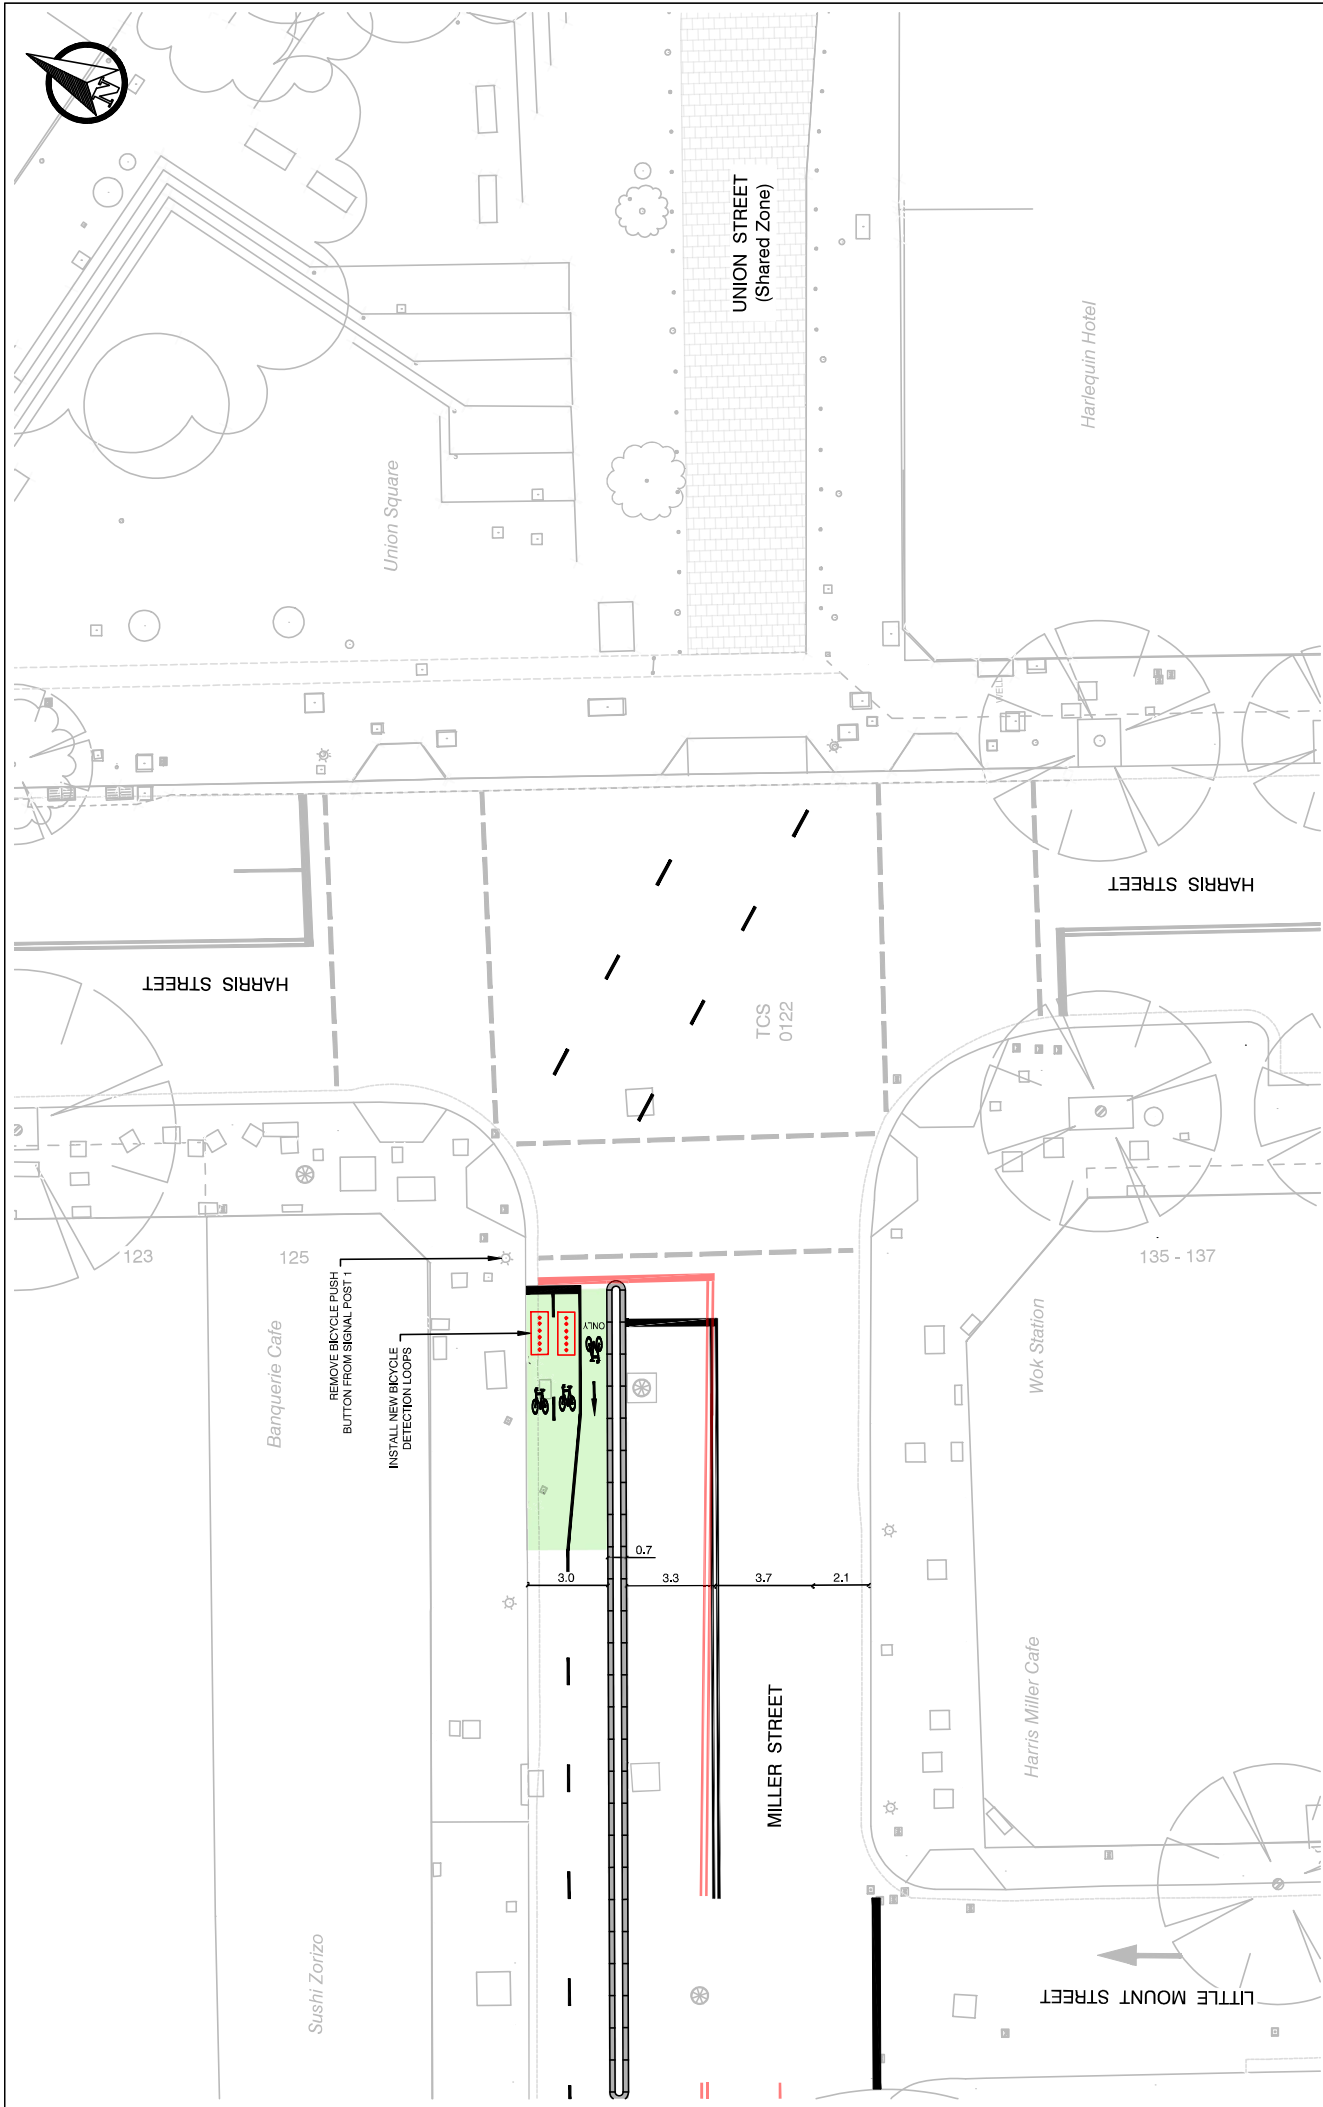 N
UNION STREET
(Shared Zone)
Harlequin Hotel
Union Square
WELL
HARRIS STREET
HARRIS STREET
TCS
0122
123
125
135 - 137
REMOVE BICYCLE PUSH
BUTTON FROM SIGNAL POST 1
INSTALL NEW BICYCLE
DETECTION LOOPS
ONLY
Banquerie Cafe
Wok Station
0.7
3.0
3.3
3.7
2.1
MILLER STREET
Harris Miller Cafe
Sushi Zorizo
LITTLE MOUNT STREET